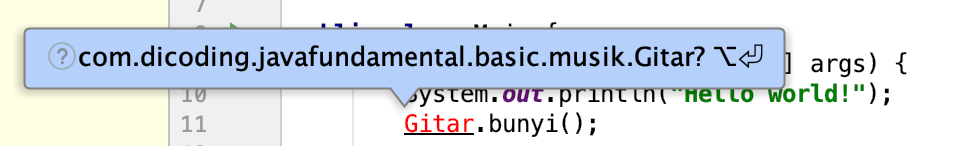 7
com.dicoding.javafundamental.basic.musik.Gitar? ⌥⏎
] args) {
10 System.out.println("Hello world!");
11 Gitar.bunyi();